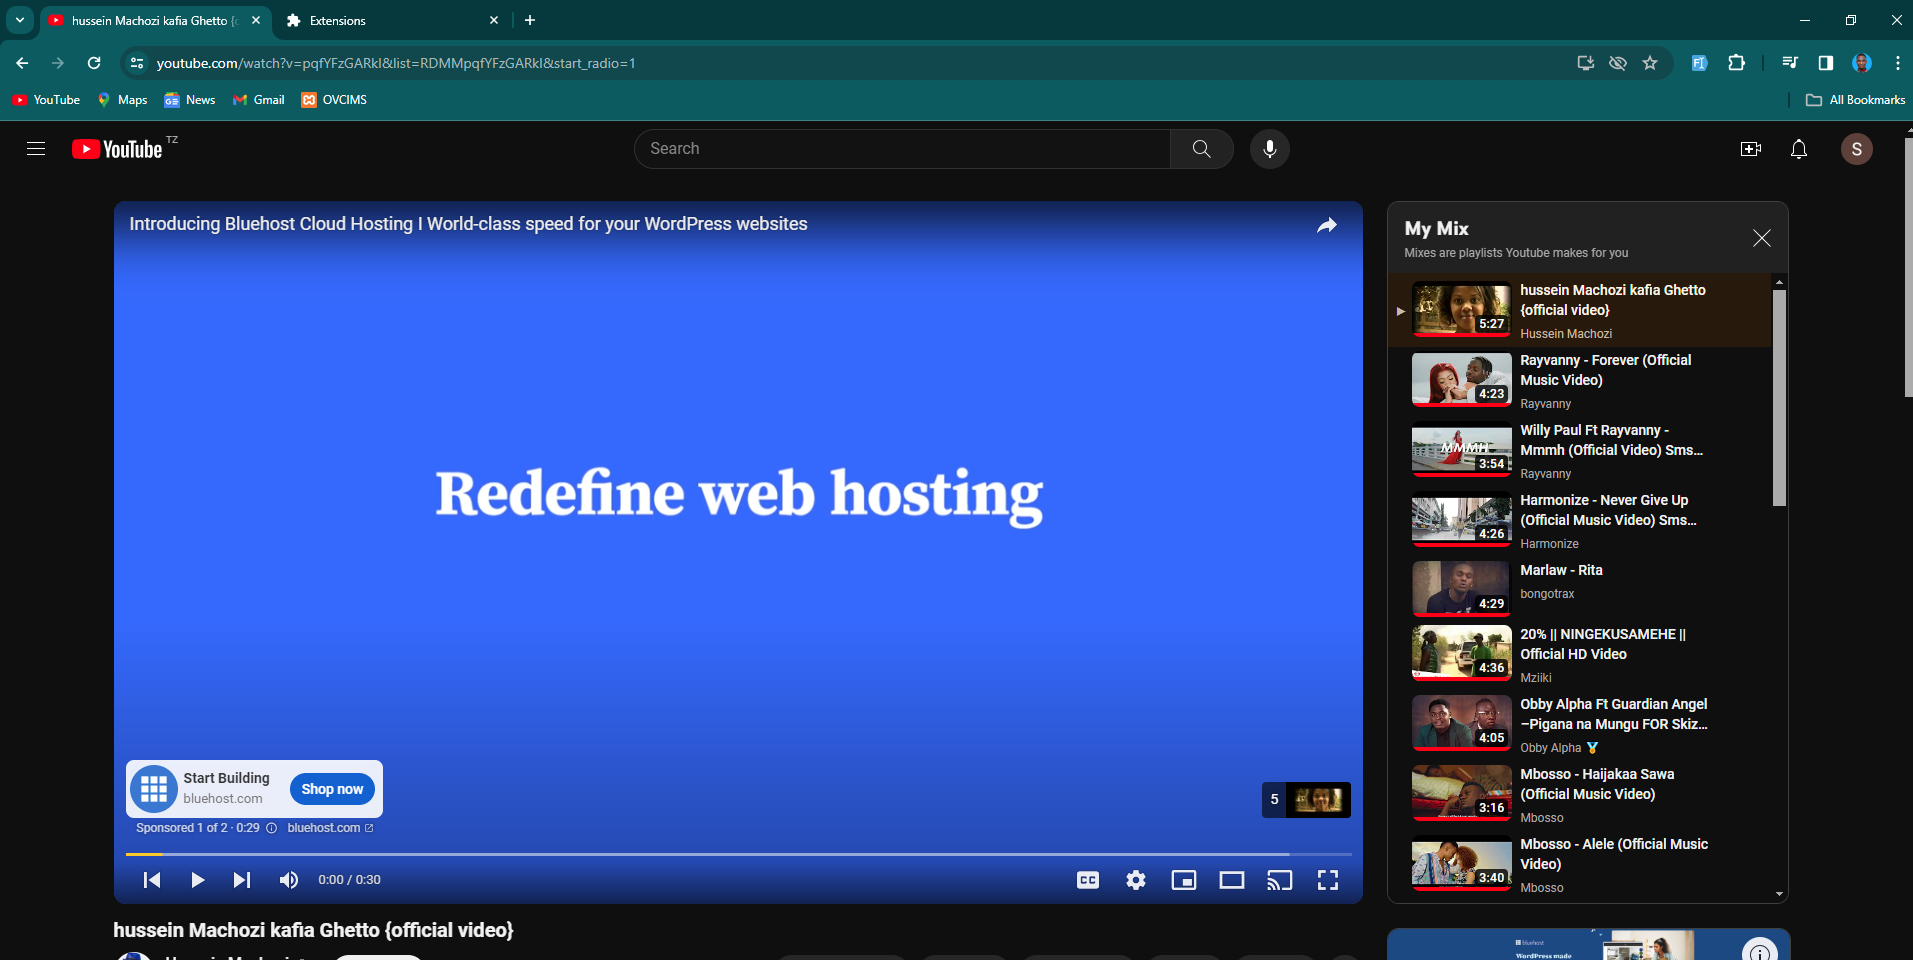 hussein Machozi kafia Ghetto {o
Extensions
youtube.com/watch?v=pqfYFzGARkI&list=RDMMpqfYFzGARkI&start_radio=1
YouTube
Maps
News
Gmail
OVCIMS
All Bookmarks
YouTube TZ
Search
S
Introducing Bluehost Cloud Hosting I World-class speed for your WordPress websites
Redefine web hosting
Start Building
bluehost.com
Shop now
Sponsored 1 of 2 · 0:29
bluehost.com
5
0:00 / 0:30
CC
hussein Machozi kafia Ghetto {official video}
My Mix
Mixes are playlists Youtube makes for you
5:27
hussein Machozi kafia Ghetto
{official video}
Hussein Machozi
4:23
Rayvanny - Forever (Official
Music Video)
Rayvanny
MMMH
3:54
Willy Paul Ft Rayvanny -
Mmmh (Official Video) Sms...
Rayvanny
4:26
Harmonize - Never Give Up
(Official Music Video) Sms...
Harmonize
4:29
Marlaw - Rita
bongotrax
4:36
20% || NINGEKUSAMEHE ||
Official HD Video
Mziiki
4:05
Obby Alpha Ft Guardian Angel
–Pigana na Mungu FOR Skiz...
Obby Alpha
3:16
Mbosso - Haijakaa Sawa
(Official Music Video)
Mbosso
3:40
Mbosso - Alele (Official Music
Video)
Mbosso
bluehost
WordPress made